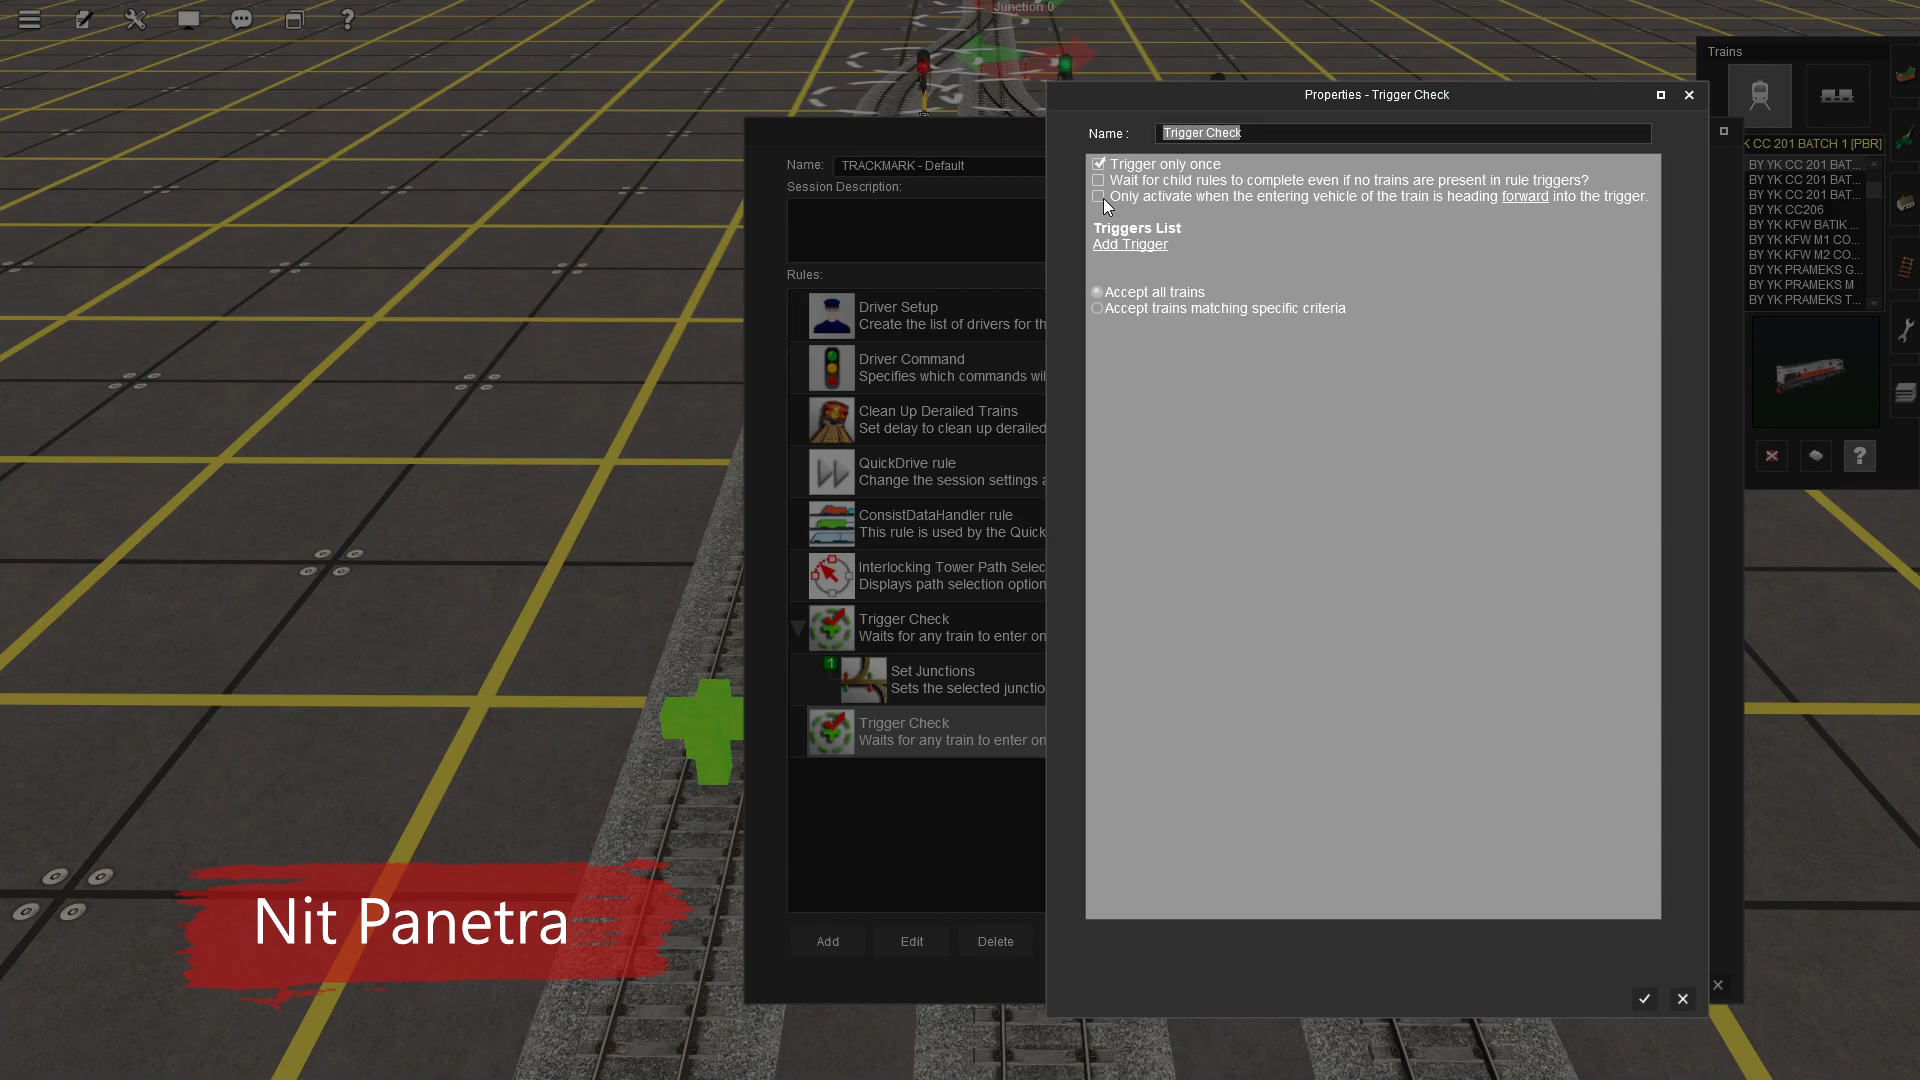 Junction 0
Trains
Properties - Trigger Check
Name :
Trigger Check
Trigger only once
Wait for child rules to complete even if no trains are present in rule triggers?
Only activate when the entering vehicle of the train is heading forward into the trigger.
Triggers List
Add Trigger
Accept all trains
Accept trains matching specific criteria
Name:
TRACKMARK - Default
Session Description:
Rules:
Driver Setup
Create the list of drivers for th
Driver Command
Specifies which commands wil
Clean Up Derailed Trains
Set delay to clean up derailed
QuickDrive rule
Change the session settings a
ConsistDataHandler rule
This rule is used by the Quick
Interlocking Tower Path Selec
Displays path selection option
Trigger Check
Waits for any train to enter on
1
Set Junctions
Sets the selected junctio
Trigger Check
Waits for any train to enter on
Add
Edit
Delete
K CC 201 BATCH 1 [PBR]
BY YK CC 201 BAT...
BY YK CC 201 BAT...
BY YK CC 201 BAT...
BY YK CC206
BY YK KFW BATIK ...
BY YK KFW M1 CO...
BY YK KFW M2 CO...
BY YK PRAMEKS G...
BY YK PRAMEKS M
BY YK PRAMEKS T...
Nit Panetra